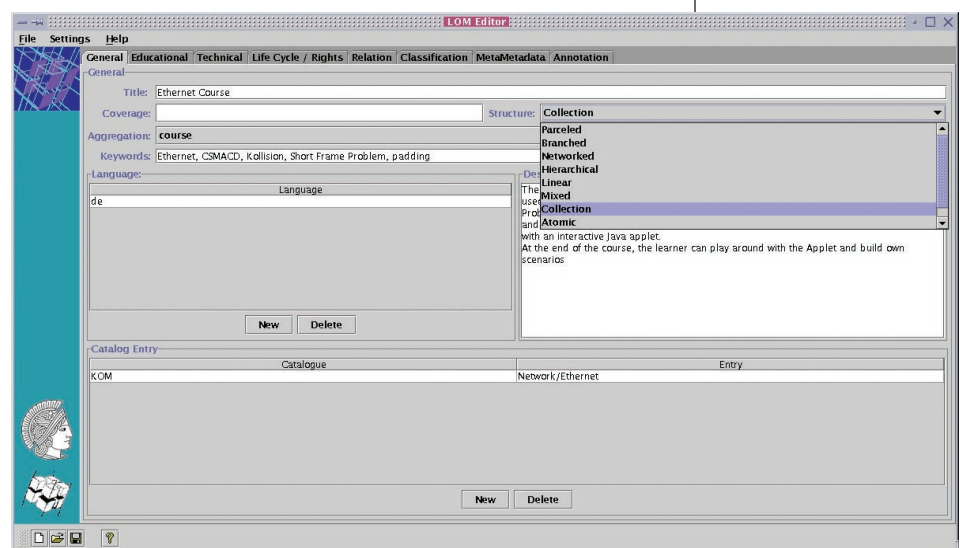 LOM Editor
File Settings Help
General Educational Technical Life Cycle / Rights Relation Classification MetaMetadata Annotation
General
Title: Ethernet Course
Coverage: Structure: Collection
Aggregation: course
Parceled
Branched
Networked
Hierarchical
Linear
Mixed
Collection
Atomic
Keywords: Ethernet, CSMACD, Kollision, Short Frame Problem, padding
Language:
Language
de
New Delete
Des
The
user
Prob
and
with an interactive Java applet.
At the end of the course, the learner can play around with the Applet and build own
scenarios
Catalog Entry
Catalogue Entry
KOM Network/Ethernet
New Delete